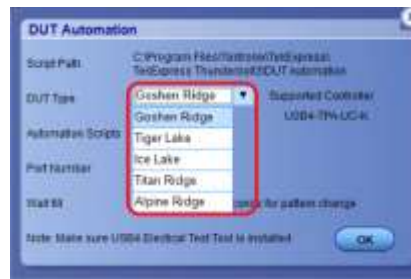 DUT Automation
Script Path
C:\Program Files\Tektronix\TekExpress\
TekExpress Thunderbolt3\DUT automation
DUT Type
Goshen Ridge
Supported Controller
Goshen Ridge
USB4-TPA-UC-K
Automation Scripts
Tiger Lake
Ice Lake
Port Number
Titan Ridge
Wait till
Alpine Ridge
for pattern change
Note: Make sure USB4 Electrical Test Tool is installed
OK